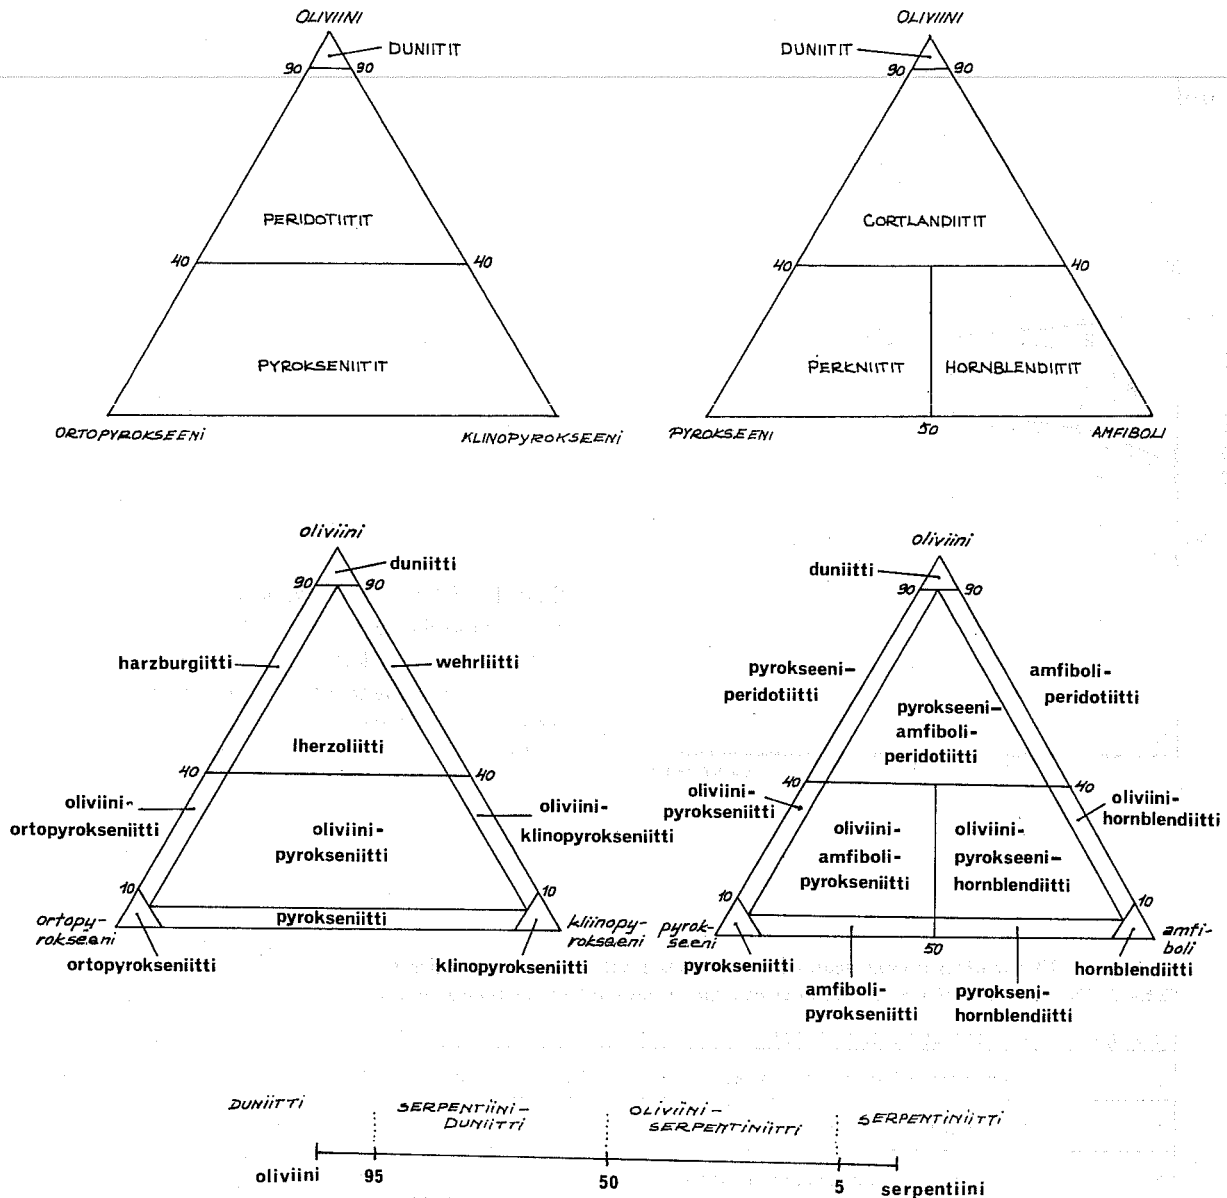 OLIVIINI
DUNIITIT
90 90
PERIDOTIITIT
40 40
PYROKSENIITIT
ORTOPYROKSEENI KLINOPYROKSEENI
OLIVIINI
DUNIITIT
90 90
CORTLANDIITIT
40 40
PERKNIITIT HORNBLENDIITIT
PYROKSEENI 50 AMFIBOLI
oliviini
duniitti
90 90
harzburgiitti wehrliitti
lherzoliitti
40 40
oliviini-
ortopyrokseniitti
oliviini-
klinopyrokseniitti
oliviini-
pyrokseniitti
10 10
pyrokseniitti
ortopy-
rokseeni
kliinopy-
rokseeni
ortopyrokseniitti klinopyrokseniitti
oliviini
duniitti
90 90
pyrokseeni-
peridotiitti
amfiboli-
peridotiitti
pyrokseeni-
amfiboli-
peridotiitti
40 40
oliviini-
pyrokseniitti
oliviini-
hornblendiitti
oliviini-
amfiboli-
pyrokseniitti
oliviini-
pyrokseeni-
hornblendiitti
10 10
pyrok-
seeni
amfi-
boli
50
pyrokseniitti hornblendiitti
amfiboli-
pyrokseniitti
pyrokseni-
hornblendiitti
DUNIITTI
SERPENTIINI-
DUNIITTI
OLIVIINI-
SERPENTINIITTI
SERPENTINIITTI
oliviini 95 50 5 serpentiini